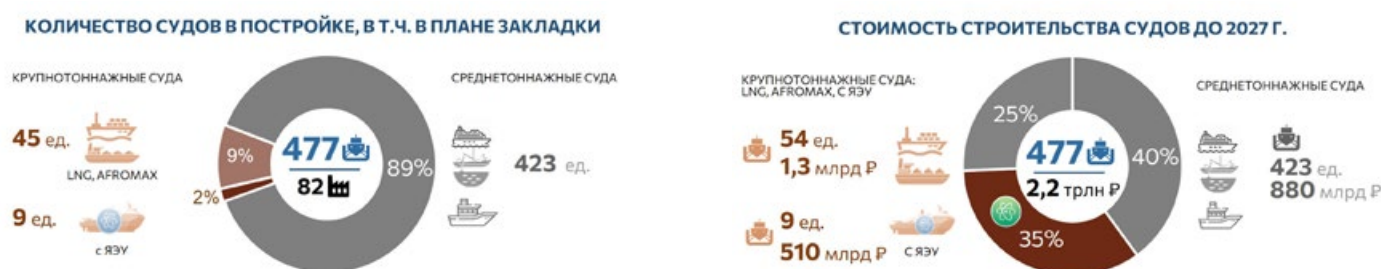 КОЛИЧЕСТВО СУДОВ В ПОСТРОЙКЕ, В Т.Ч. В ПЛАНЕ ЗАКЛАДКИ
КРУПНОТОННАЖНЫЕ СУДА
45 ед.
LNG, AFROMAX
9 ед.
с ЯЭУ
9%
2%
89%
477
82
СРЕДНЕТОННАЖНЫЕ СУДА
423 ед.
СТОИМОСТЬ СТРОИТЕЛЬСТВА СУДОВ ДО 2027 Г.
КРУПНОТОННАЖНЫЕ СУДА:
LNG, AFROMAX, С ЯЭУ
54 ед.
1,3 млрд ₽
9 ед.
510 млрд ₽
С ЯЭУ
25%
40%
35%
477
2,2 трлн ₽
СРЕДНЕТОННАЖНЫЕ СУДА
423 ед.
880 млрд ₽